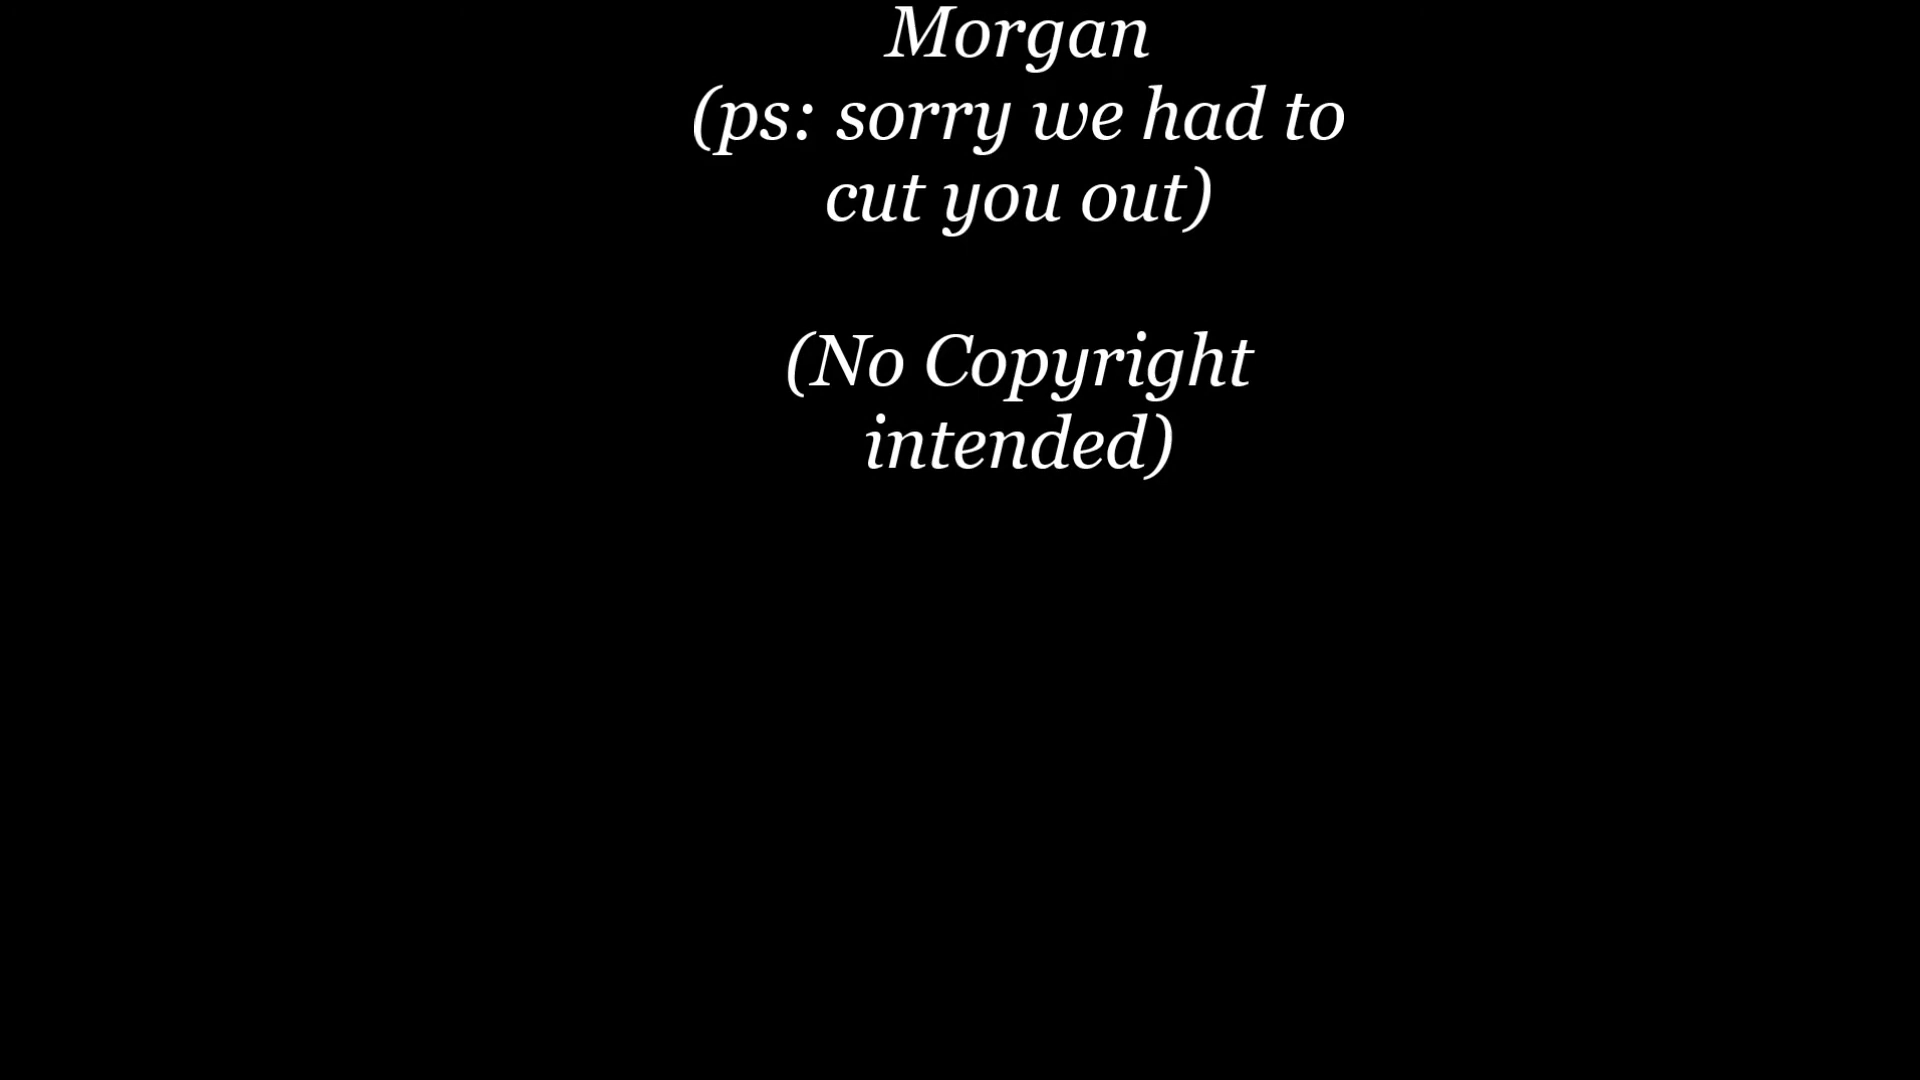 Morgan
(ps: sorry we had to
cut you out)
(No Copyright
intended)